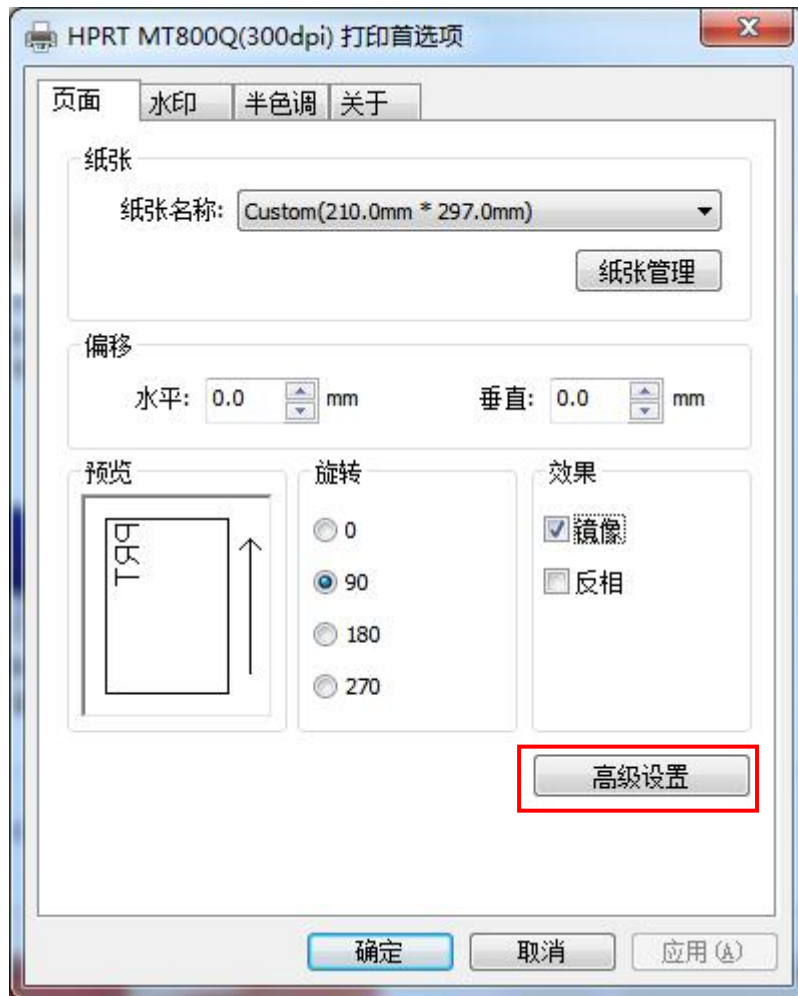 HPRT MT800Q(300dpi) 打印首选项
页面 水印 半色调 关于
纸张
纸张名称: Custom(210.0mm * 297.0mm)
纸张管理
偏移
水平: 0.0 mm 垂直: 0.0 mm
预览 旋转 效果
PRT
0 镜像
90 反相
180
270
高级设置
确定 取消 应用(A)